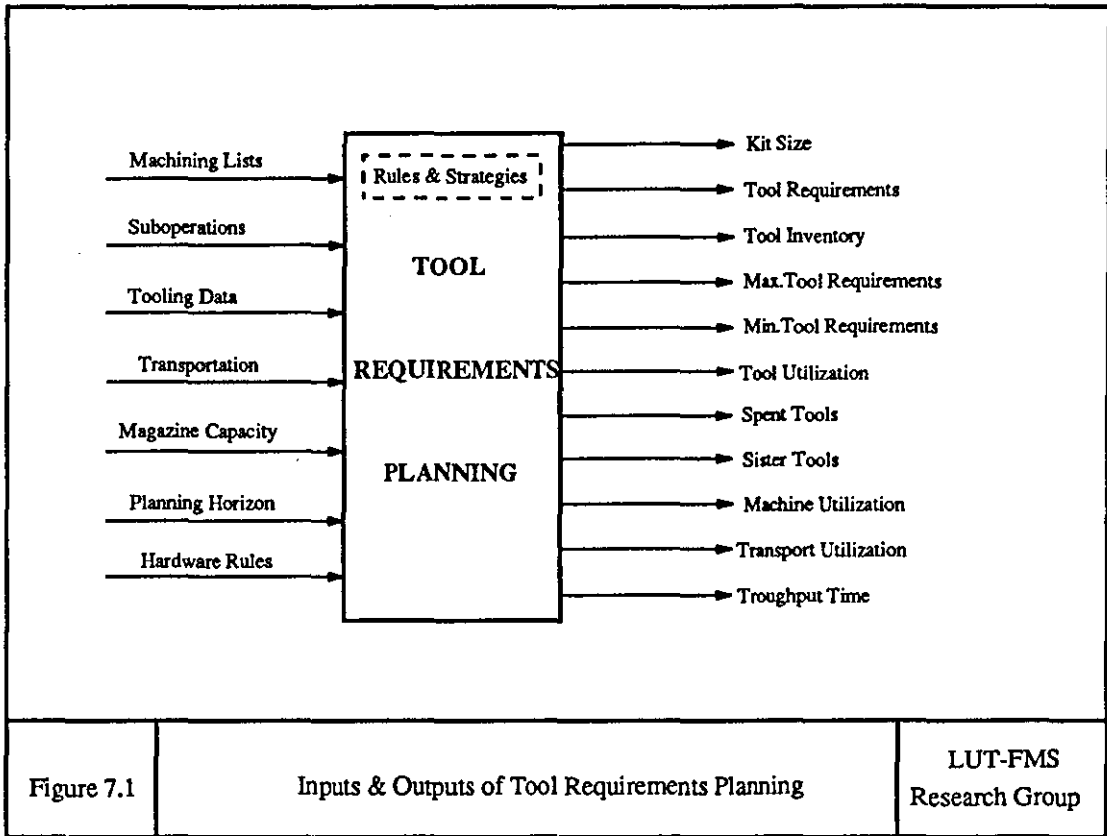 Machining Lists
Suboperations
Tooling Data
Transportation
Magazine Capacity
Planning Horizon
Hardware Rules
Rules & Strategies
TOOL
REQUIREMENTS
PLANNING
Kit Size
Tool Requirements
Tool Inventory
Max.Tool Requirements
Min.Tool Requirements
Tool Utilization
Spent Tools
Sister Tools
Machine Utilization
Transport Utilization
Troughput Time
Figure 7.1
Inputs & Outputs of Tool Requirements Planning
LUT-FMS
Research Group